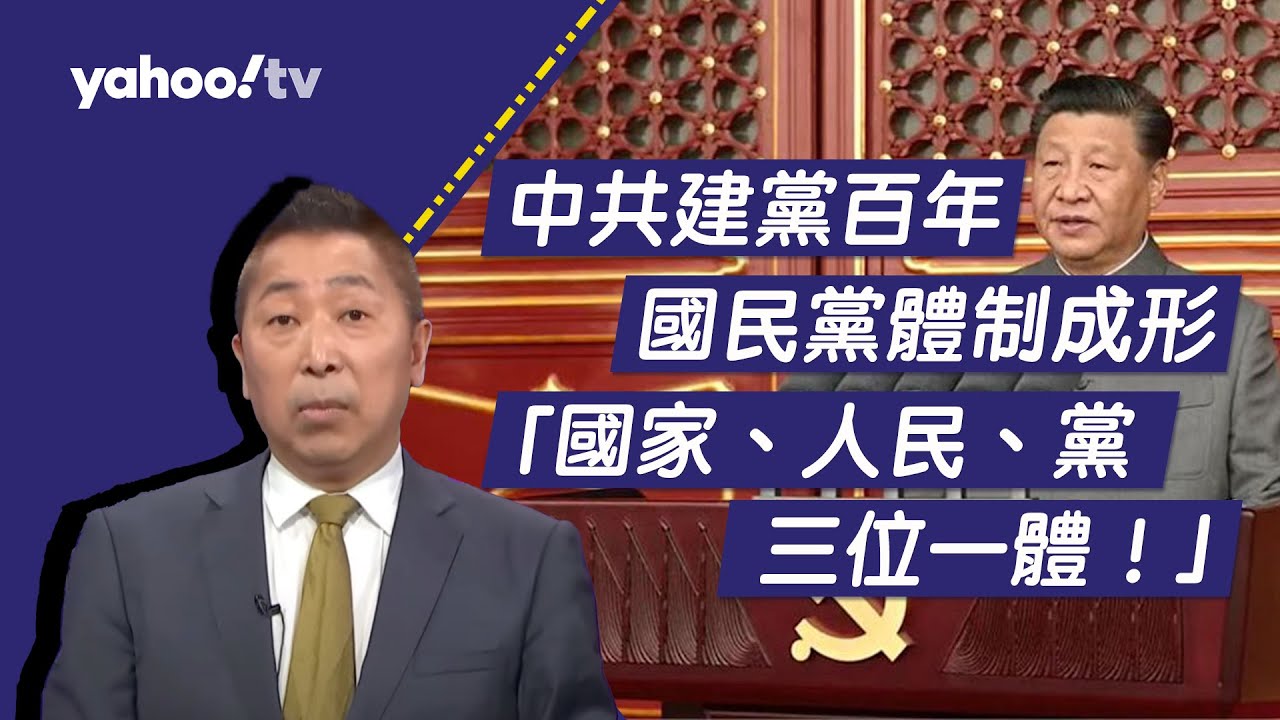 yahoo!tv
中共建黨百年
國民黨體制成形
「國家、人民、黨
三位一體！」